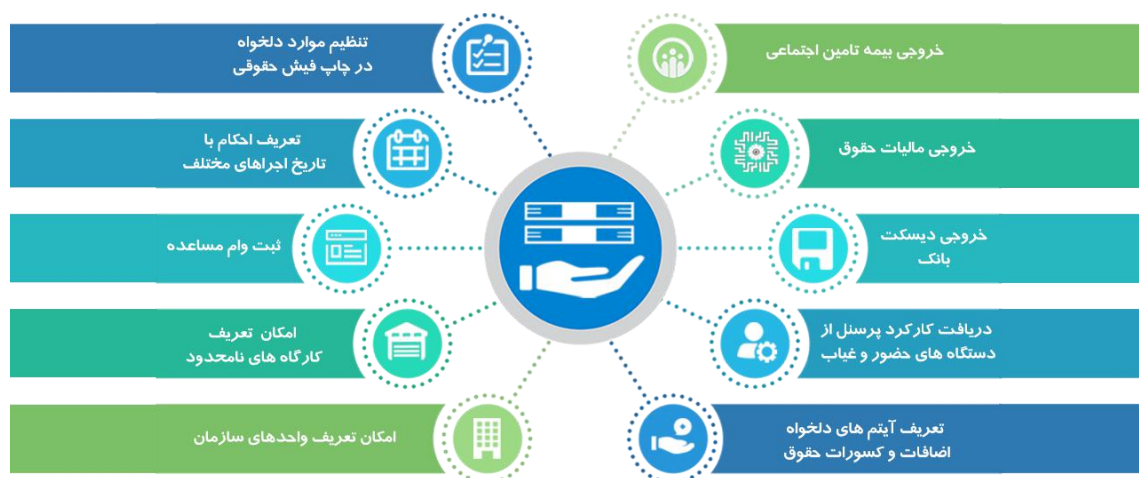 خروجی بیمه تامین اجتماعی
خروجی مالیات حقوق
خروجی دیسکت
بانک
دریافت کارکرد پرسنل از
دستگاه های حضور و غیاب
تعریف آیتم های دلخواه
اضافات و کسورات حقوق
تنظیم موارد دلخواه
در چاپ فیش حقوقی
تعریف احکام با
تاریخ اجراهای مختلف
ثبت وام مساعده
امکان تعریف
کارگاه های نامحدود
امکان تعریف واحدهای سازمان